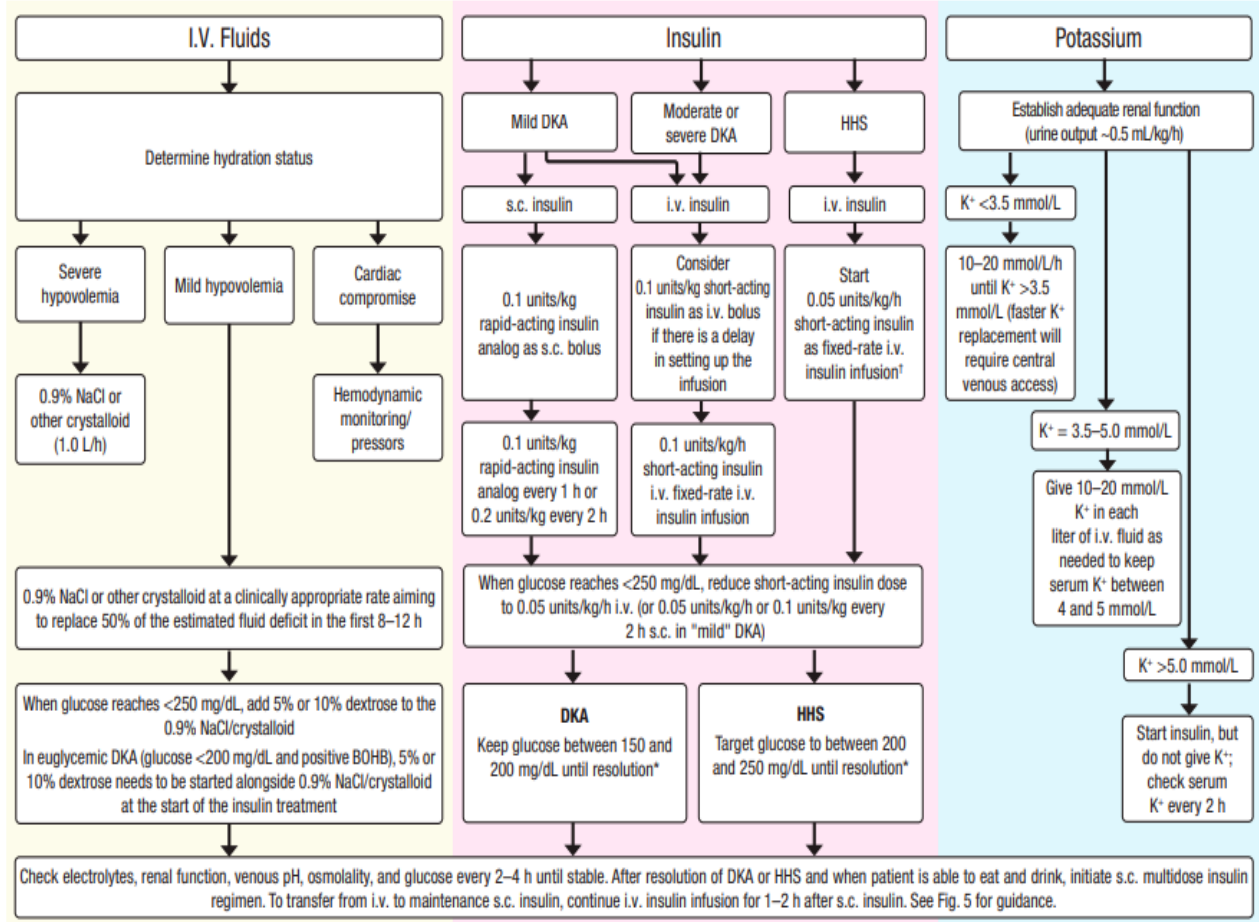 I.V. Fluids
Determine hydration status
Severe
hypovolemia
Mild hypovolemia
Cardiac
compromise
0.9% NaCl or
other crystalloid
(1.0 L/h)
Hemodynamic
monitoring/
pressors
0.9% NaCl or other crystalloid at a clinically appropriate rate aiming
to replace 50% of the estimated fluid deficit in the first 8–12 h
When glucose reaches <250 mg/dL, add 5% or 10% dextrose to the
0.9% NaCl/crystalloid
In euglycemic DKA (glucose <200 mg/dL and positive BOHB), 5% or
10% dextrose needs to be started alongside 0.9% NaCl/crystalloid
at the start of the insulin treatment
Insulin
Mild DKA
Moderate or
severe DKA
HHS
s.c. insulin
i.v. insulin
i.v. insulin
0.1 units/kg
rapid-acting insulin
analog as s.c. bolus
Consider
0.1 units/kg short-acting
insulin as i.v. bolus
if there is a delay
in setting up the
infusion
Start
0.05 units/kg/h
short-acting insulin
as fixed-rate i.v.
insulin infusion†
0.1 units/kg
rapid-acting insulin
analog every 1 h or
0.2 units/kg every 2 h
0.1 units/kg/h
short-acting insulin
i.v. fixed-rate i.v.
insulin infusion
When glucose reaches <250 mg/dL, reduce short-acting insulin dose
to 0.05 units/kg/h i.v. (or 0.05 units/kg/h or 0.1 units/kg every
2 h s.c. in "mild" DKA)
DKA
Keep glucose between 150 and
200 mg/dL until resolution*
HHS
Target glucose to between 200
and 250 mg/dL until resolution*
Potassium
Establish adequate renal function
(urine output ~0.5 mL/kg/h)
K⁺ <3.5 mmol/L
10–20 mmol/L/h
until K⁺ >3.5
mmol/L (faster K⁺
replacement will
require central
venous access)
K⁺ = 3.5–5.0 mmol/L
Give 10–20 mmol/L
K⁺ in each
liter of i.v. fluid as
needed to keep
serum K⁺ between
4 and 5 mmol/L
K⁺ >5.0 mmol/L
Start insulin, but
do not give K⁺;
check serum
K⁺ every 2 h
Check electrolytes, renal function, venous pH, osmolality, and glucose every 2–4 h until stable. After resolution of DKA or HHS and when patient is able to eat and drink, initiate s.c. multidose insulin
regimen. To transfer from i.v. to maintenance s.c. insulin, continue i.v. insulin infusion for 1–2 h after s.c. insulin. See Fig. 5 for guidance.